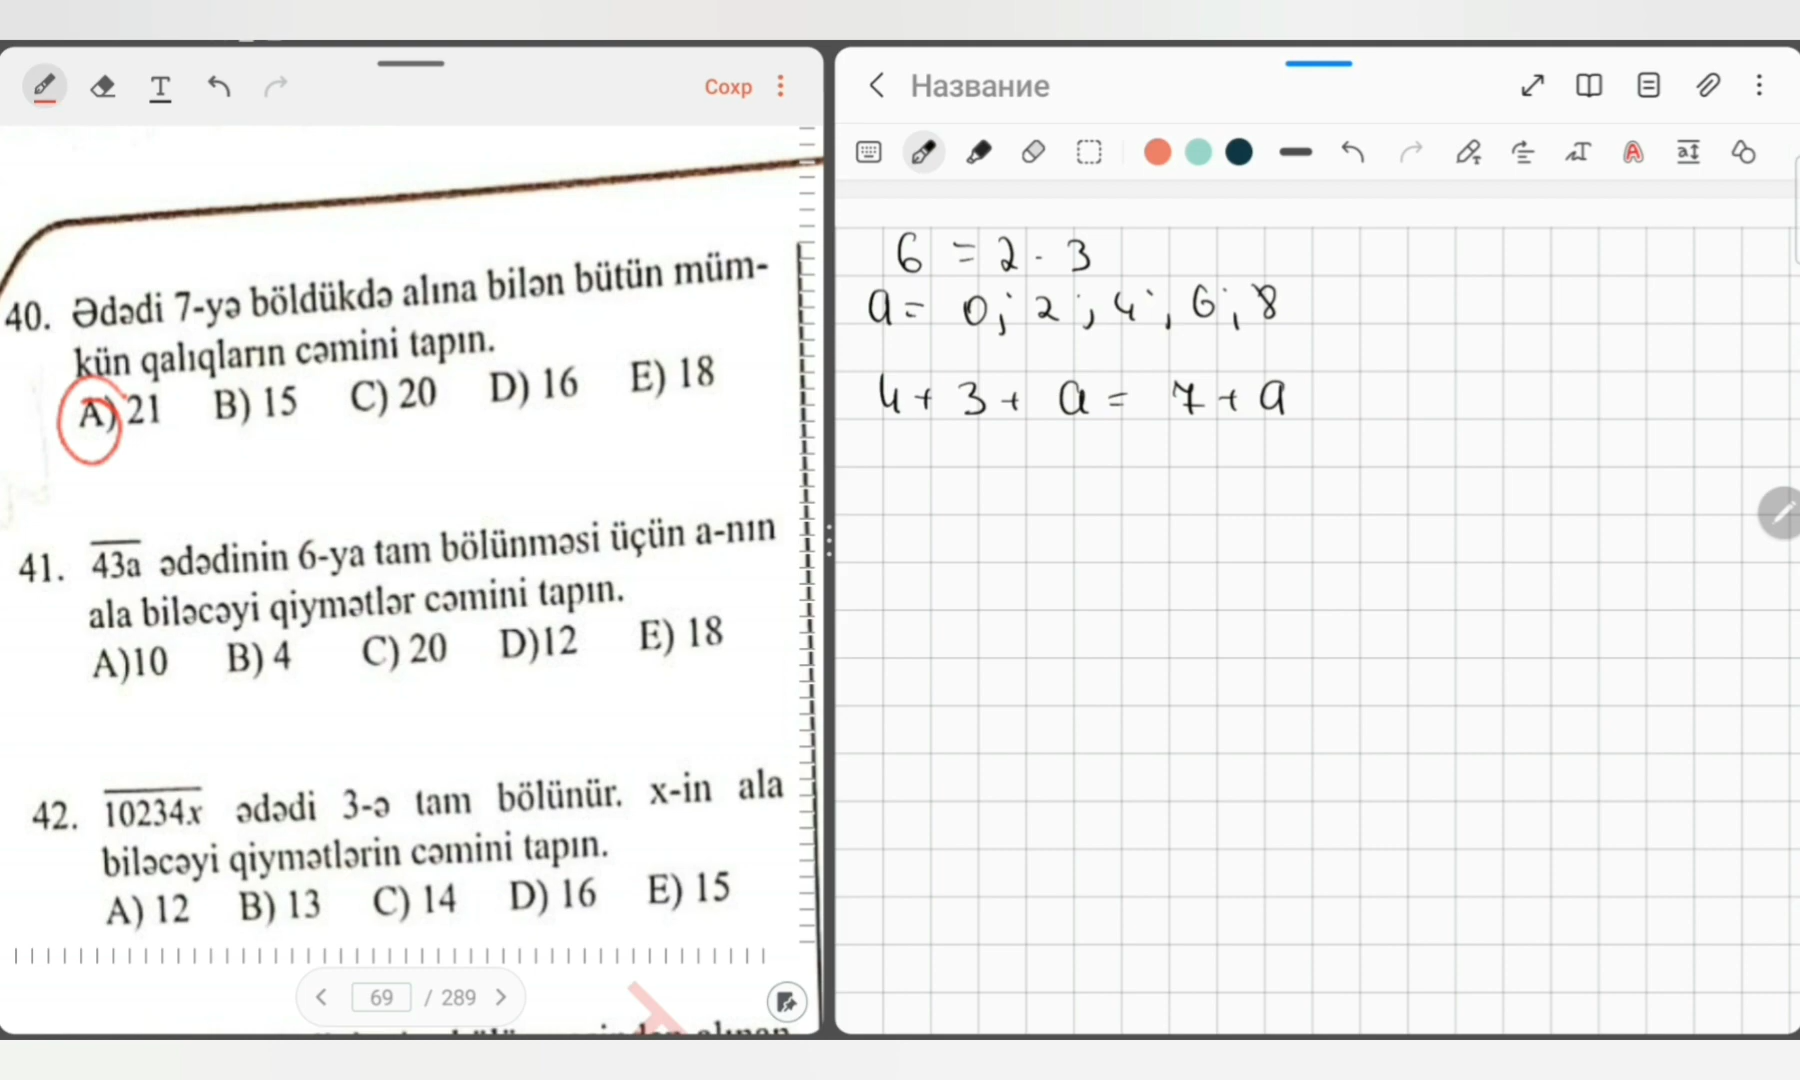 Сохр
40. Ədədi 7-yə böldükdə alına bilən bütün müm-
kün qalıqların cəmini tapın.
A) 21 B) 15 C) 20 D) 16 E) 18
41. 43a ədədinin 6-ya tam bölünməsi üçün a-nın
ala biləcəyi qiymətlər cəmini tapın.
A)10 B) 4 C) 20 D)12 E) 18
42. 10234x ədədi 3-ə tam bölünür. x-in ala
biləcəyi qiymətlərin cəmini tapın.
A) 12 B) 13 C) 14 D) 16 E) 15
69 / 289
Название
6 = 2 · 3
a = 0; 2; 4; 6; 8
4 + 3 + a = 7 + a